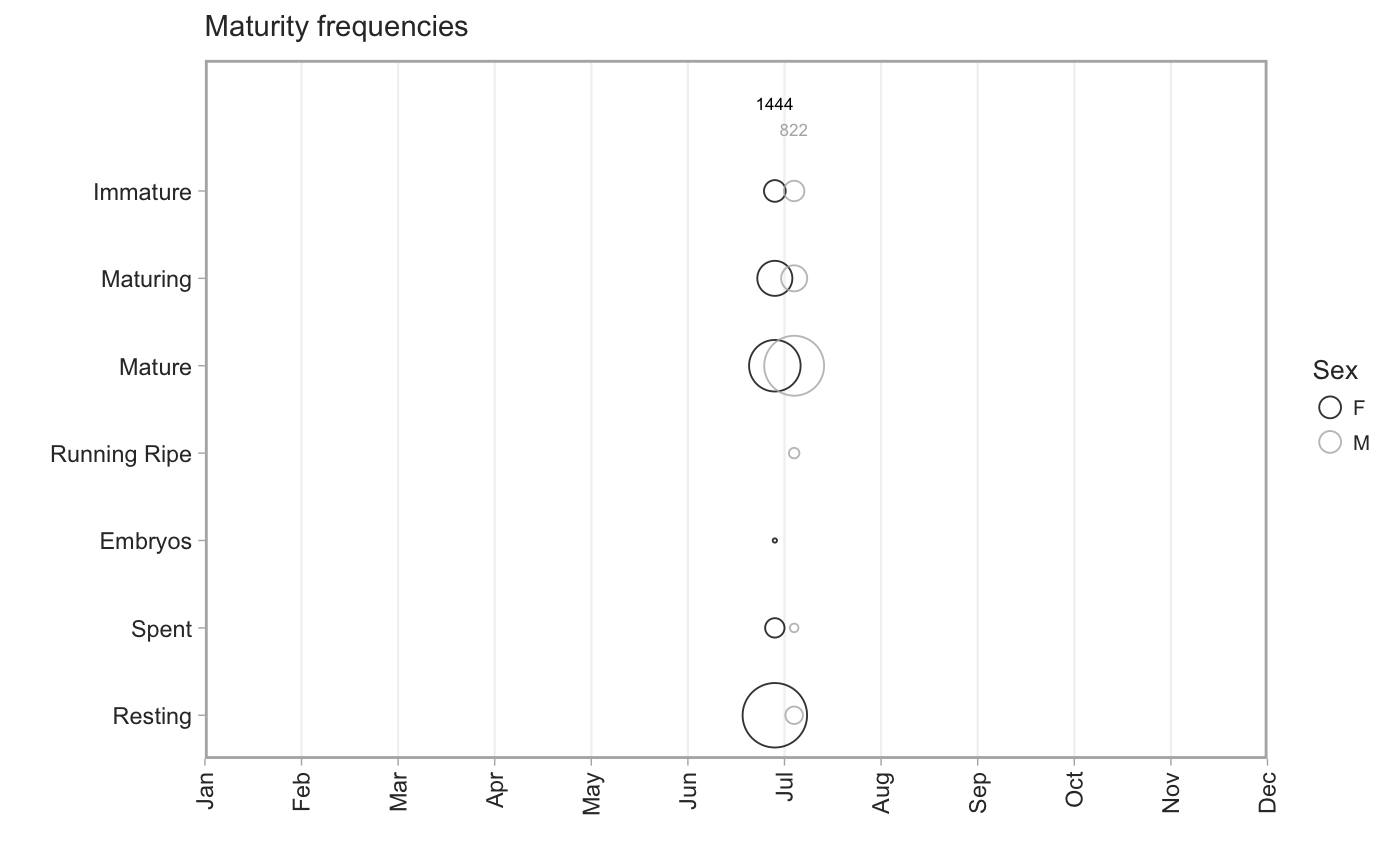 Maturity frequencies
1444
822
Immature
Maturing
Mature
Running Ripe
Embryos
Spent
Resting
Jan
Feb
Mar
Apr
May
Jun
Jul
Aug
Sep
Oct
Nov
Dec
Sex
F
M